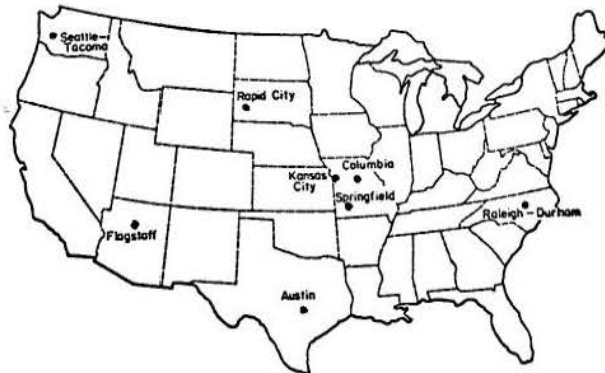 Seattle-
Tacoma
Rapid City
Columbia
Kansas
City
Springfield
Flagstaff
Raleigh-Durham
Austin